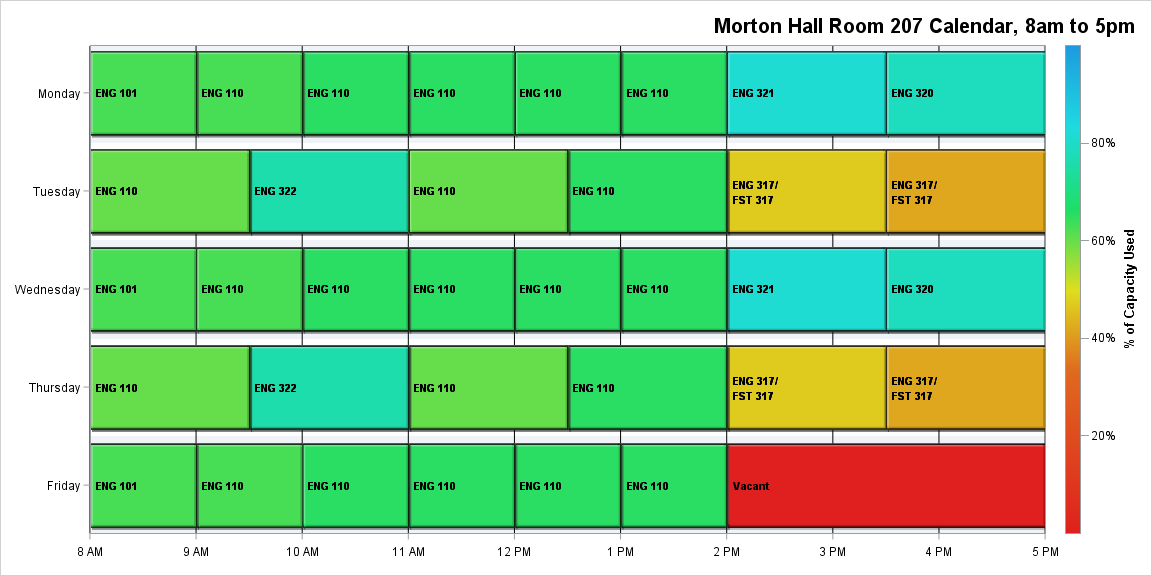 Morton Hall Room 207 Calendar, 8am to 5pm
Monday
ENG 101
ENG 110
ENG 110
ENG 110
ENG 110
ENG 110
ENG 321
ENG 320
Tuesday
ENG 110
ENG 322
ENG 110
ENG 110
ENG 317/
FST 317
ENG 317/
FST 317
Wednesday
ENG 101
ENG 110
ENG 110
ENG 110
ENG 110
ENG 110
ENG 321
ENG 320
Thursday
ENG 110
ENG 322
ENG 110
ENG 110
ENG 317/
FST 317
ENG 317/
FST 317
Friday
ENG 101
ENG 110
ENG 110
ENG 110
ENG 110
ENG 110
Vacant
8 AM
9 AM
10 AM
11 AM
12 PM
1 PM
2 PM
3 PM
4 PM
5 PM
80%
60%
40%
20%
% of Capacity Used